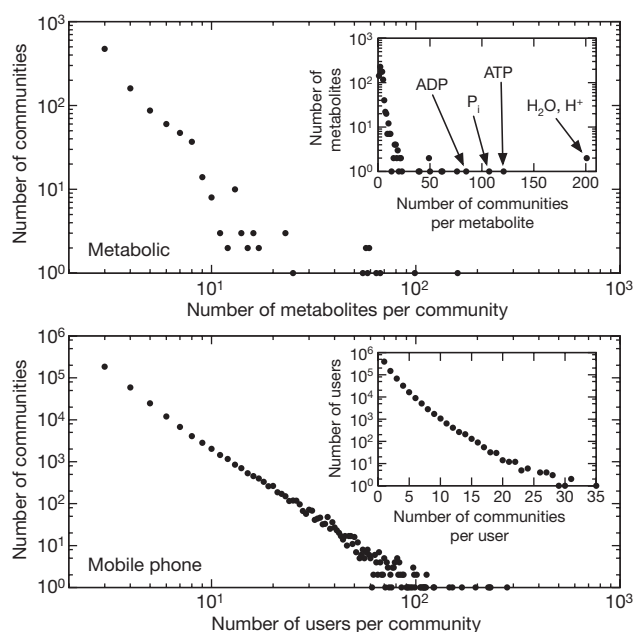 10³
10²
10¹
10⁰
Number of communities
Metabolic
10¹
10²
10³
Number of metabolites per community
10³
10²
10¹
10⁰
Number of
metabolites
ADP
Pᵢ
ATP
H₂O, H⁺
0
50
100
150
200
Number of communities
per metabolite
10⁶
10⁵
10⁴
10³
10²
10¹
10⁰
Number of communities
Mobile phone
10¹
10²
10³
Number of users per community
10⁶
10⁵
10⁴
10³
10²
10¹
10⁰
Number of users
0
5
10
15
20
25
30
35
Number of communities
per user